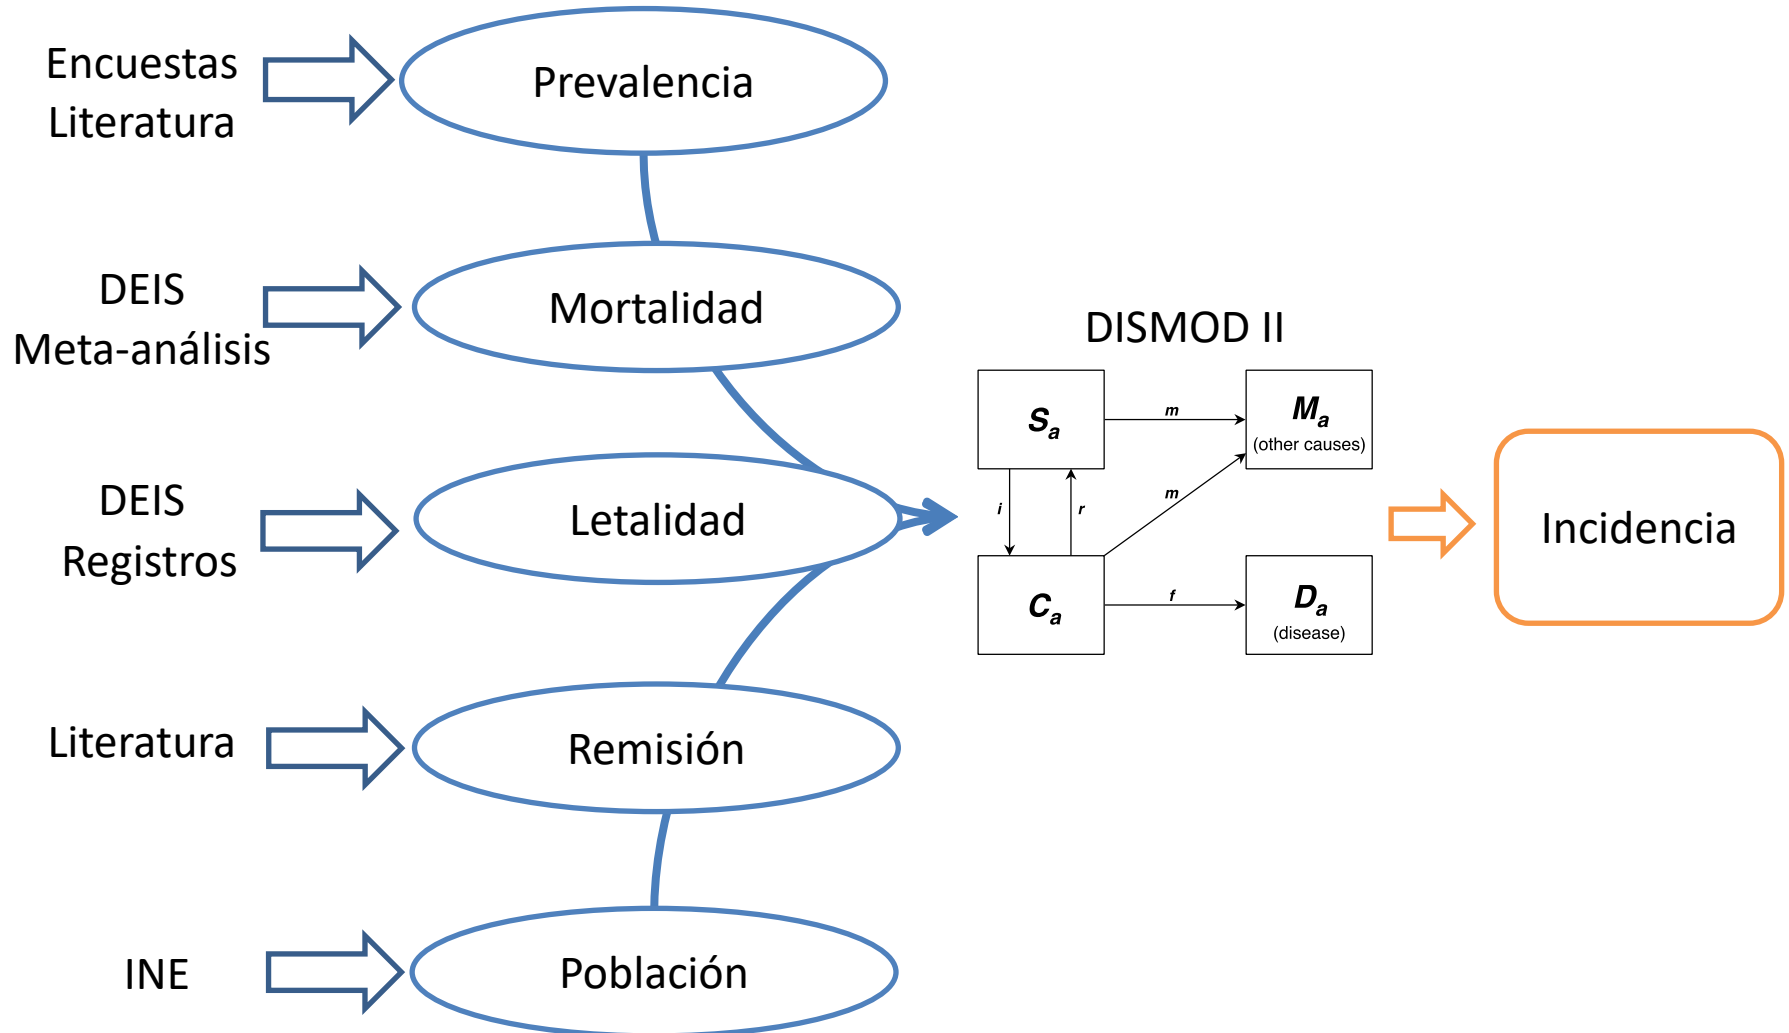 Encuestas
Literatura
Prevalencia
DEIS
Meta-análisis
Mortalidad
DEIS
Registros
Letalidad
Literatura
Remisión
INE
Población
DISMOD II
Sa
m
Ma
(other causes)
i
r
m
Ca
f
Da
(disease)
Incidencia